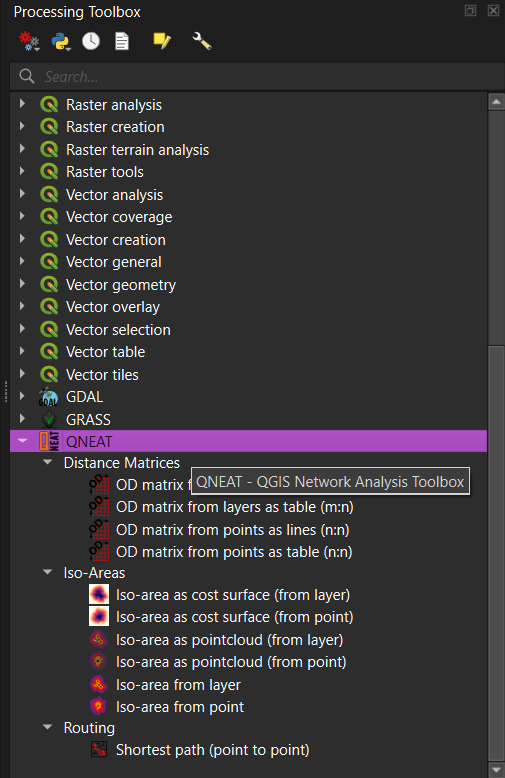 Processing Toolbox
Search...
Raster analysis
Raster creation
Raster terrain analysis
Raster tools
Vector analysis
Vector coverage
Vector creation
Vector general
Vector geometry
Vector overlay
Vector selection
Vector table
Vector tiles
GDAL
GRASS
QNEAT
Distance Matrices
OD matrix f
QNEAT - QGIS Network Analysis Toolbox
OD matrix from layers as table (m:n)
OD matrix from points as lines (n:n)
OD matrix from points as table (n:n)
Iso-Areas
Iso-area as cost surface (from layer)
Iso-area as cost surface (from point)
Iso-area as pointcloud (from layer)
Iso-area as pointcloud (from point)
Iso-area from layer
Iso-area from point
Routing
Shortest path (point to point)